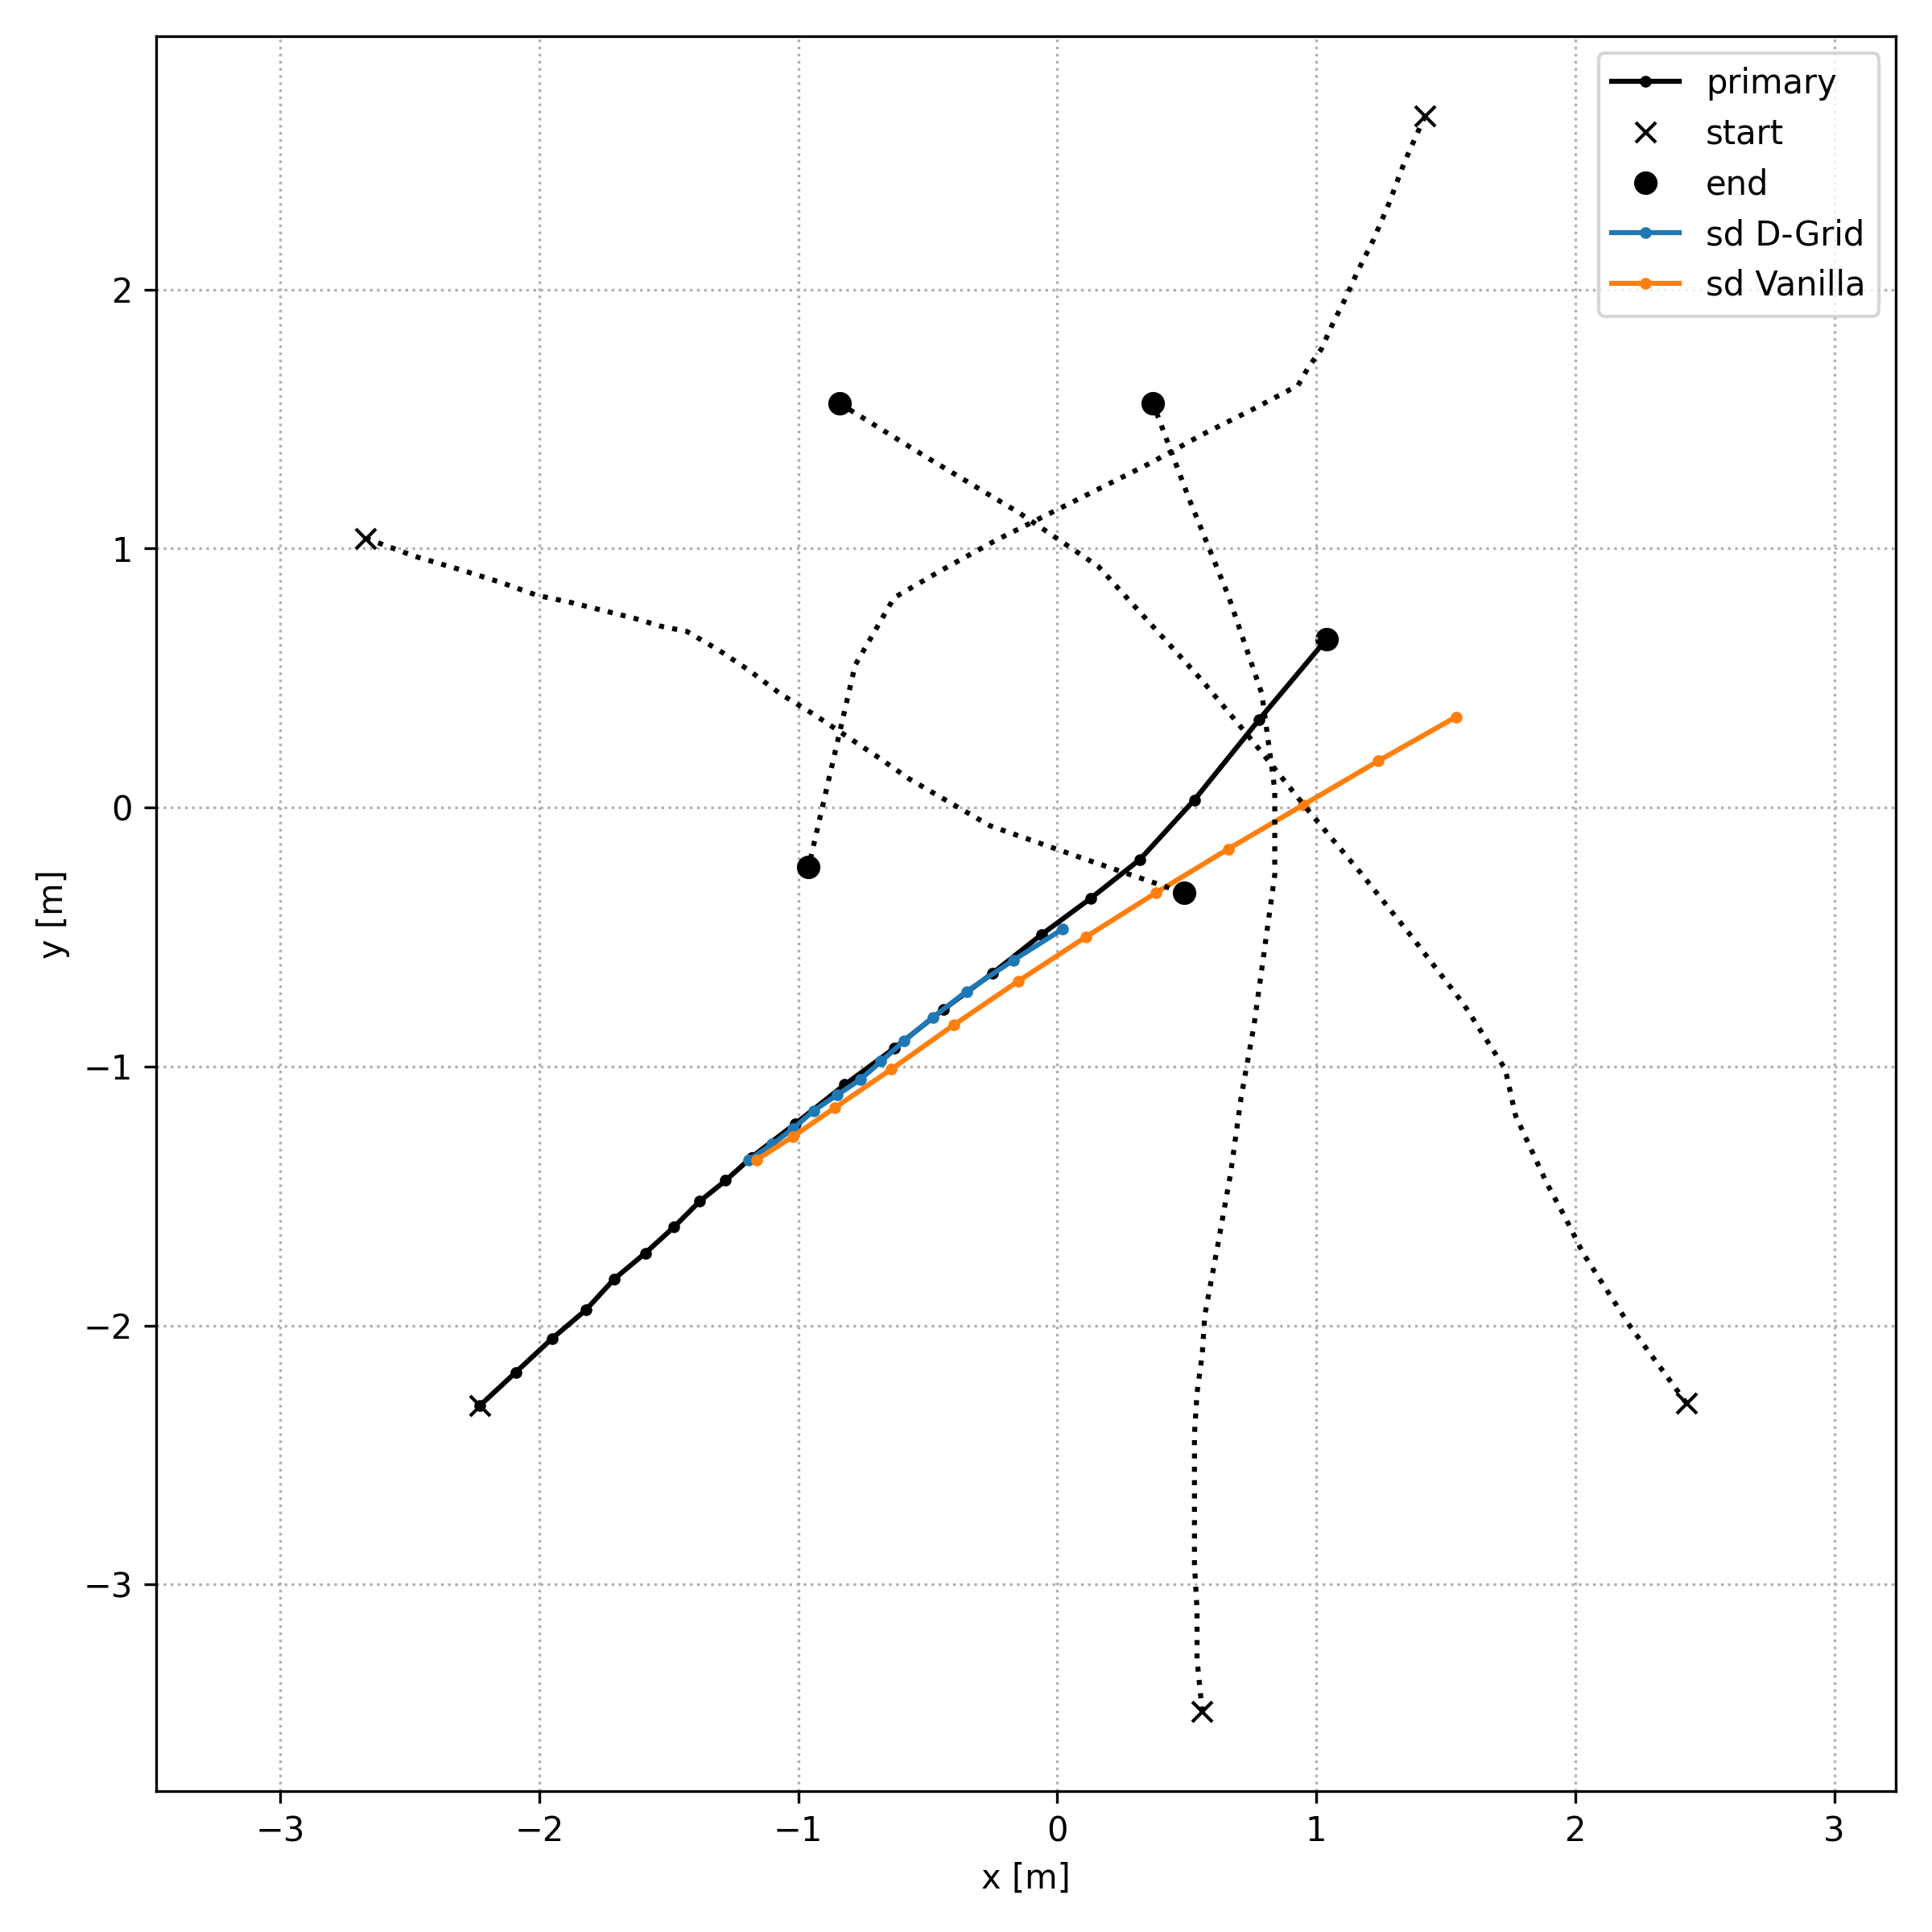 primary
start
end
sd D-Grid
sd Vanilla
2
1
0
−1
−2
−3
y [m]
−3 −2 −1 0 1 2 3
x [m]